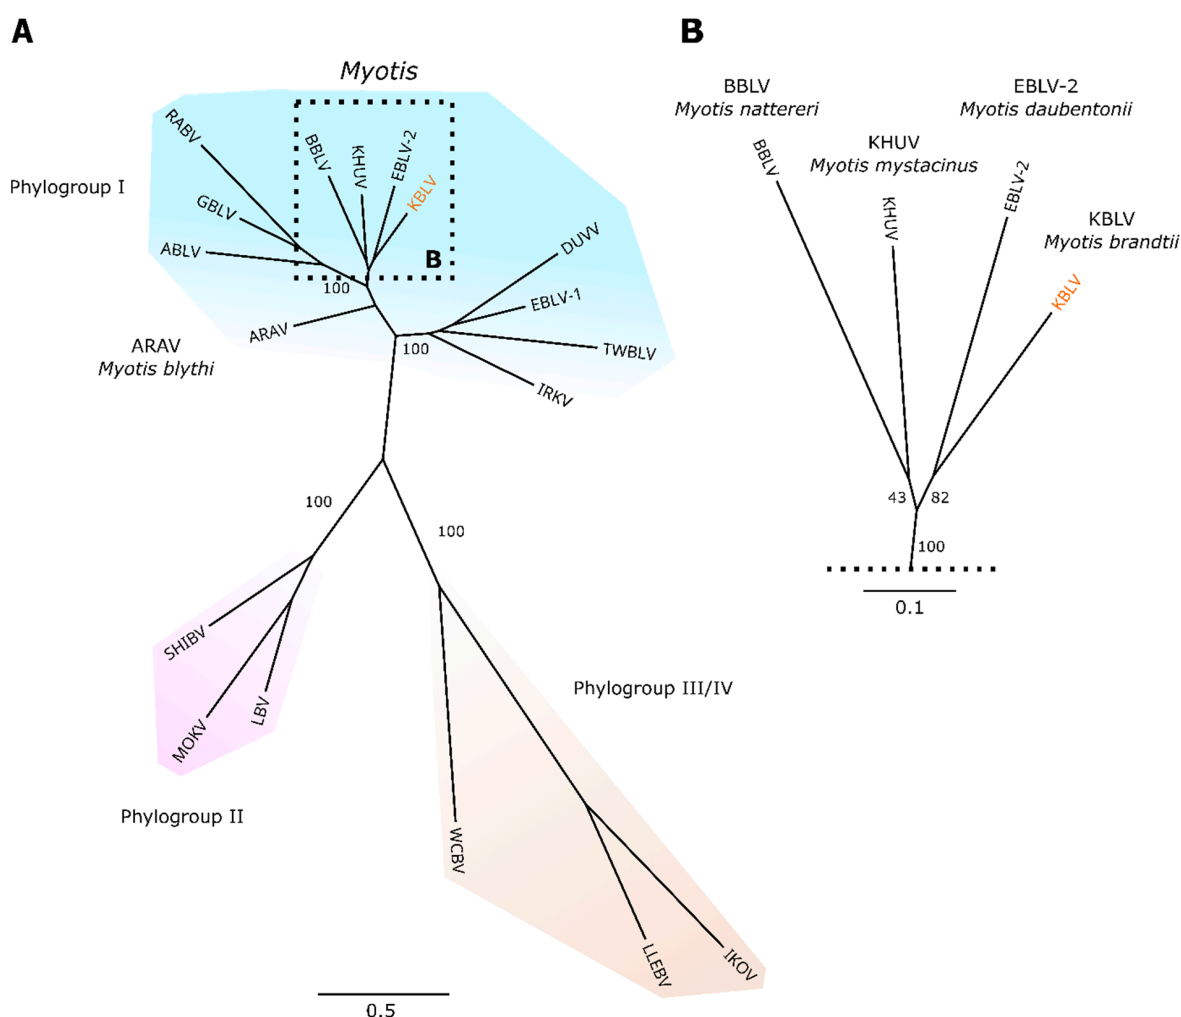 A
Myotis
RABV
GBLV
ABLV
BBLV
KHUV
EBLV-2
KBLV
B
DUVV
EBLV-1
TWBLV
IRKV
ARAV
100
100
Phylogroup I
ARAV
Myotis blythi
100
100
SHIBV
MOKV
LBV
Phylogroup II
Phylogroup III/IV
WCBV
LLEBV
IKOV
0.5
B
BBLV
Myotis nattereri
EBLV-2
Myotis daubentonii
KHUV
Myotis mystacinus
KBLV
Myotis brandtii
BBLV
KHUV
EBLV-2
KBLV
43
82
100
0.1